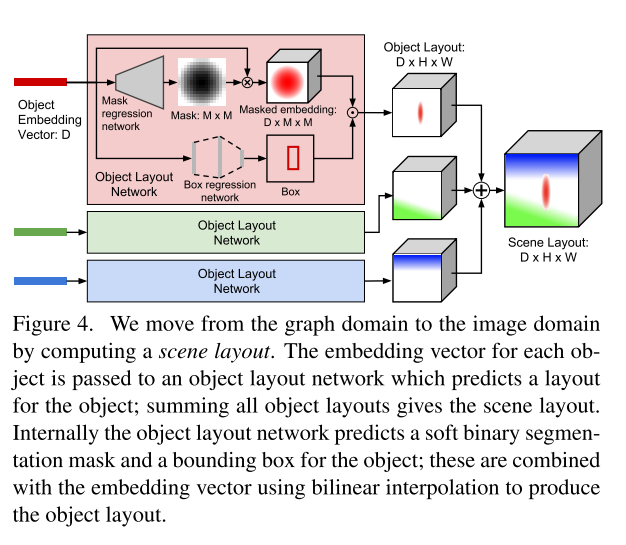 Object Layout:
D x H x W
Object
Embedding
Vector: D
Mask
regression
network
Mask: M x M
Masked embedding:
D x M x M
Object Layout
Network
Box regression
network
Box
Object Layout
Network
Object Layout
Network
Scene Layout:
D x H x W
Figure 4. We move from the graph domain to the image domain
by computing a scene layout. The embedding vector for each ob-
ject is passed to an object layout network which predicts a layout
for the object; summing all object layouts gives the scene layout.
Internally the object layout network predicts a soft binary segmen-
tation mask and a bounding box for the object; these are combined
with the embedding vector using bilinear interpolation to produce
the object layout.